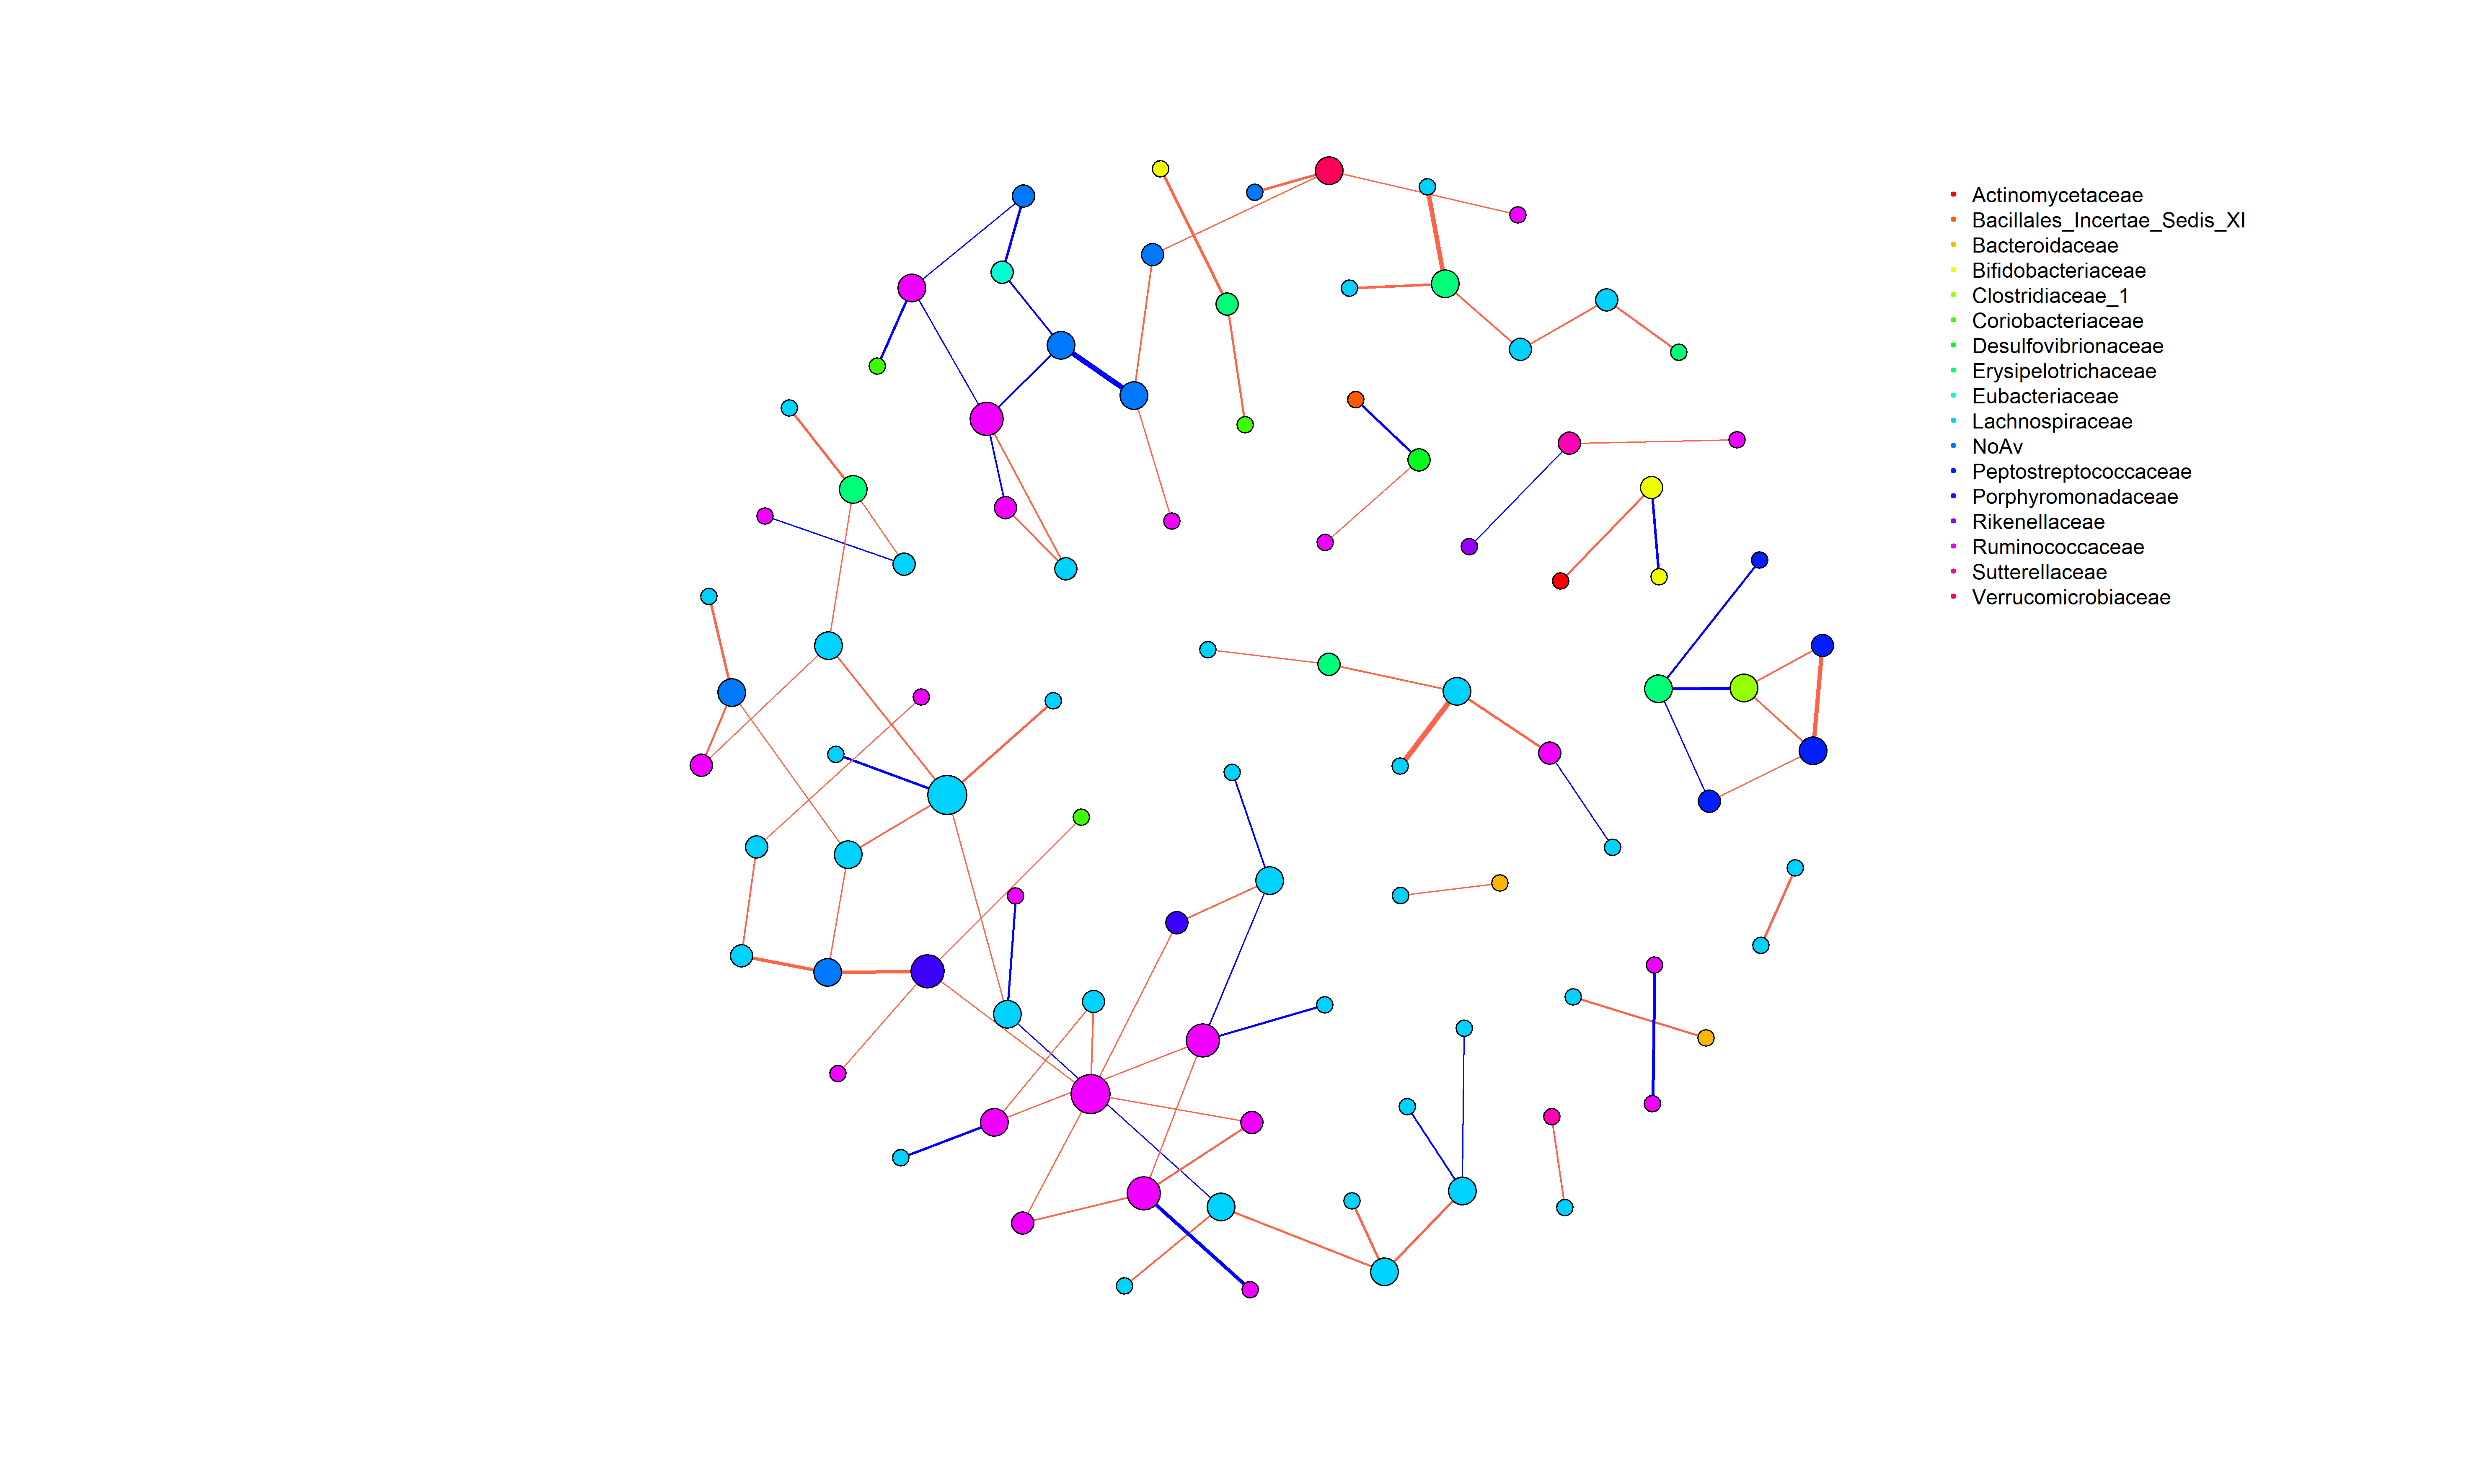 Actinomycetaceae
Bacillales_Incertae_Sedis_XI
Bacteroidaceae
Bifidobacteriaceae
Clostridiaceae_1
Coriobacteriaceae
Desulfovibrionaceae
Erysipelotrichaceae
Eubacteriaceae
Lachnospiraceae
NoAv
Peptostreptococcaceae
Porphyromonadaceae
Rikenellaceae
Ruminococcaceae
Sutterellaceae
Verrucomicrobiaceae